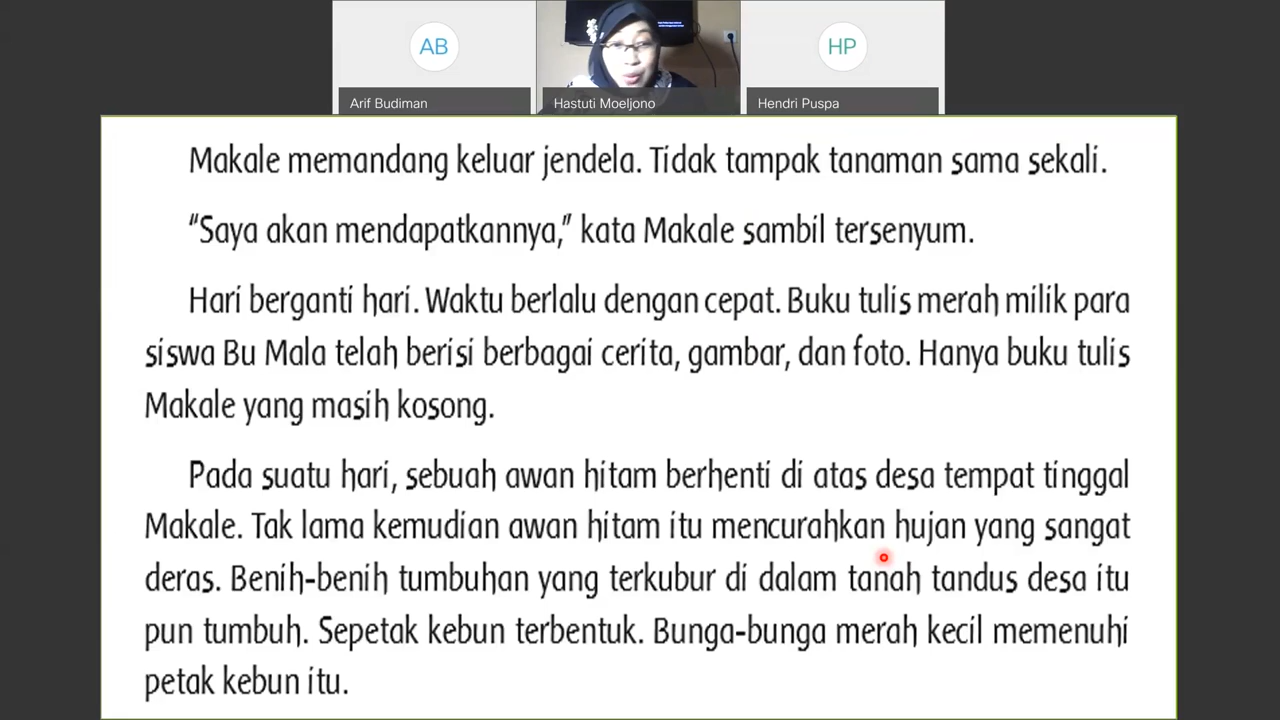 AB
HP
Arif Budiman
Hastuti Moeljono
Hendri Puspa
Makale memandang keluar jendela. Tidak tampak tanaman sama sekali.
“Saya akan mendapatkannya,” kata Makale sambil tersenyum.
Hari berganti hari. Waktu berlalu dengan cepat. Buku tulis merah milik para
siswa Bu Mala telah berisi berbagai cerita, gambar, dan foto. Hanya buku tulis
Makale yang masih kosong.
Pada suatu hari, sebuah awan hitam berhenti di atas desa tempat tinggal
Makale. Tak lama kemudian awan hitam itu mencurahkan hujan yang sangat
deras. Benih-benih tumbuhan yang terkubur di dalam tanah tandus desa itu
pun tumbuh. Sepetak kebun terbentuk. Bunga-bunga merah kecil memenuhi
petak kebun itu.